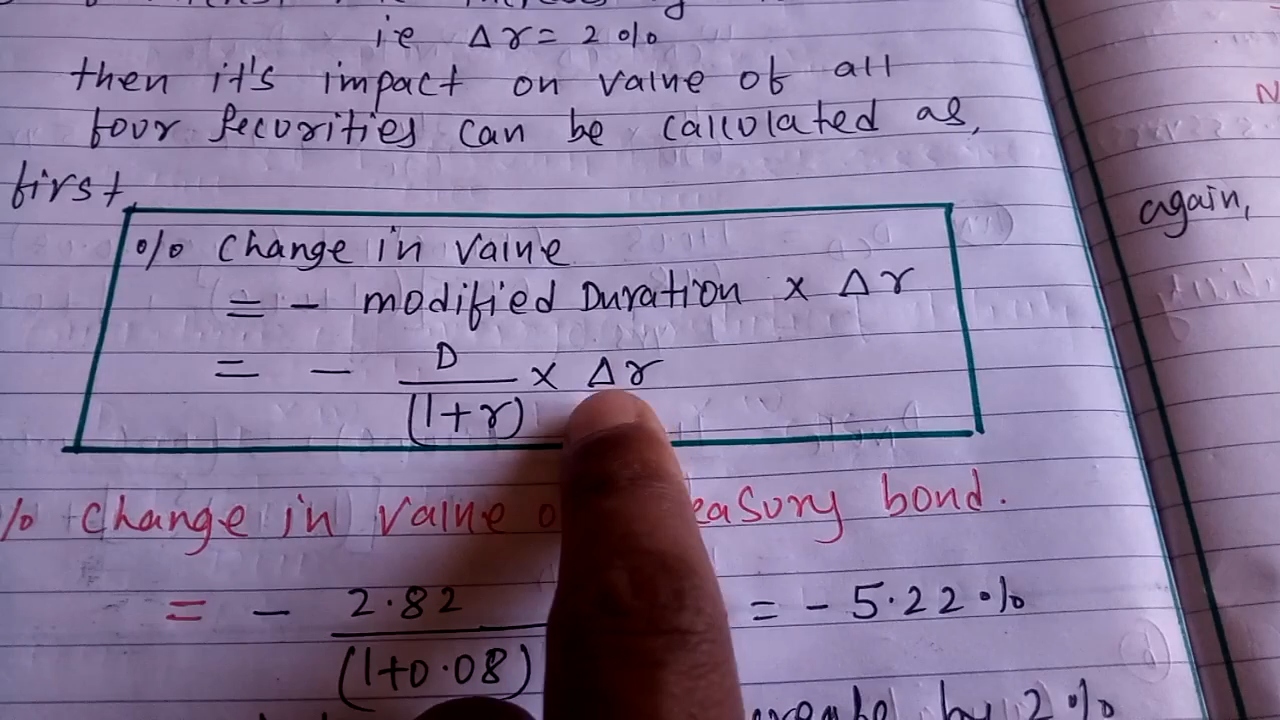 ie Δr = 2%
then it's impact on value of all
four securities can be calculated as,
first,
% change in value
= - modified Duration × Δr
= - D/(1+r) × Δr
% change in value o easury bond.
= - 2.82/(1+0.08) = - 5.22%
by 2%
again,